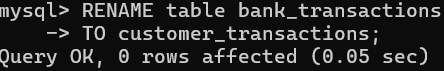 mysql> RENAME table bank_transactions
    -> TO customer_transactions;
Query OK, 0 rows affected (0.05 sec)